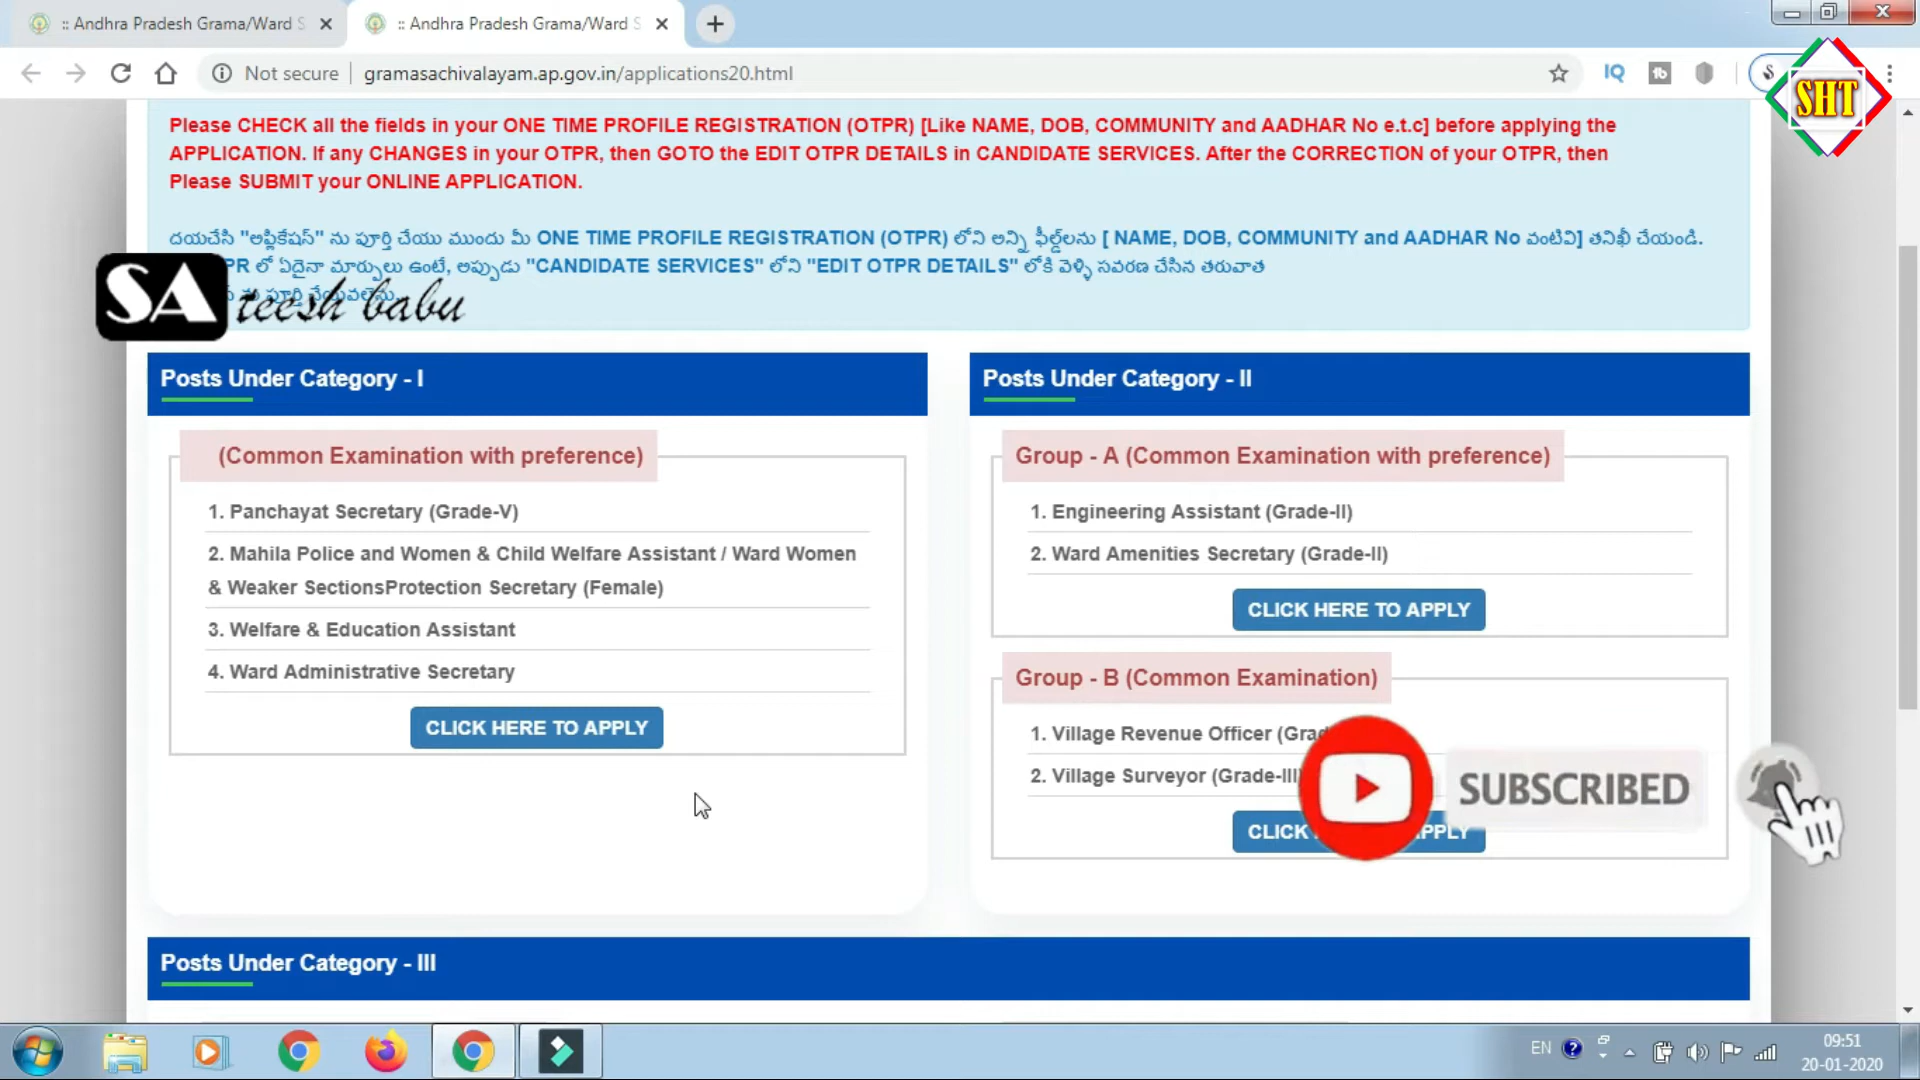 :: Andhra Pradesh Grama/Ward S
:: Andhra Pradesh Grama/Ward S
Not secure
gramasachivalayam.ap.gov.in/applications20.html
IQ
SHT
Please CHECK all the fields in your ONE TIME PROFILE REGISTRATION (OTPR) [Like NAME, DOB, COMMUNITY and AADHAR No e.t.c] before applying the
APPLICATION. If any CHANGES in your OTPR, then GOTO the EDIT OTPR DETAILS in CANDIDATE SERVICES. After the CORRECTION of your OTPR, then
Please SUBMIT your ONLINE APPLICATION.
దయచేసి "అప్లికేషన్" ను పూర్తి చేయు ముందు మీ ONE TIME PROFILE REGISTRATION (OTPR) లోని అన్ని ఫీల్డ్‌లను [ NAME, DOB, COMMUNITY and AADHAR No వంటివి] తనిఖీ చేయండి.
PR లో ఏదైనా మార్పులు ఉంటే, అప్పుడు "CANDIDATE SERVICES" లోని "EDIT OTPR DETAILS" లోకి వెళ్ళి సవరణ చేసిన తరువాత
ను పూర్తి చేయవలెను.
SA teesh babu
Posts Under Category - I
(Common Examination with preference)
1. Panchayat Secretary (Grade-V)
2. Mahila Police and Women & Child Welfare Assistant / Ward Women
& Weaker SectionsProtection Secretary (Female)
3. Welfare & Education Assistant
4. Ward Administrative Secretary
CLICK HERE TO APPLY
Posts Under Category - II
Group - A (Common Examination with preference)
1. Engineering Assistant (Grade-II)
2. Ward Amenities Secretary (Grade-II)
CLICK HERE TO APPLY
Group - B (Common Examination)
1. Village Revenue Officer
2. Village Surveyor (Grade-III)
CLICK APPLY
SUBSCRIBED
Posts Under Category - III
EN
09:51
20-01-2020